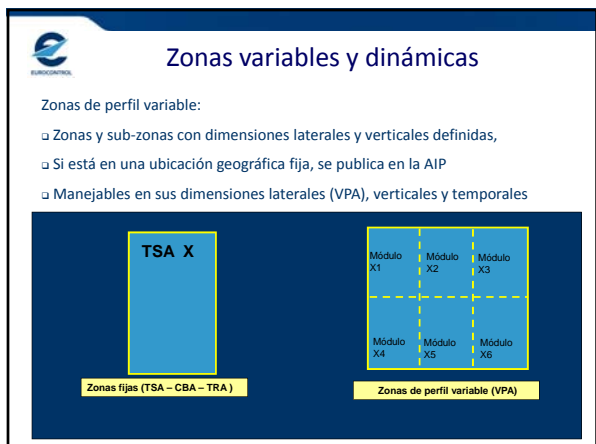 EUROCONTROL
Zonas variables y dinámicas
Zonas de perfil variable:
Zonas y sub-zonas con dimensiones laterales y verticales definidas,
Si está en una ubicación geográfica fija, se publica en la AIP
Manejables en sus dimensiones laterales (VPA), verticales y temporales
TSA X
Módulo X1
Módulo X2
Módulo X3
Módulo X4
Módulo X5
Módulo X6
Zonas fijas (TSA – CBA – TRA )
Zonas de perfil variable (VPA)